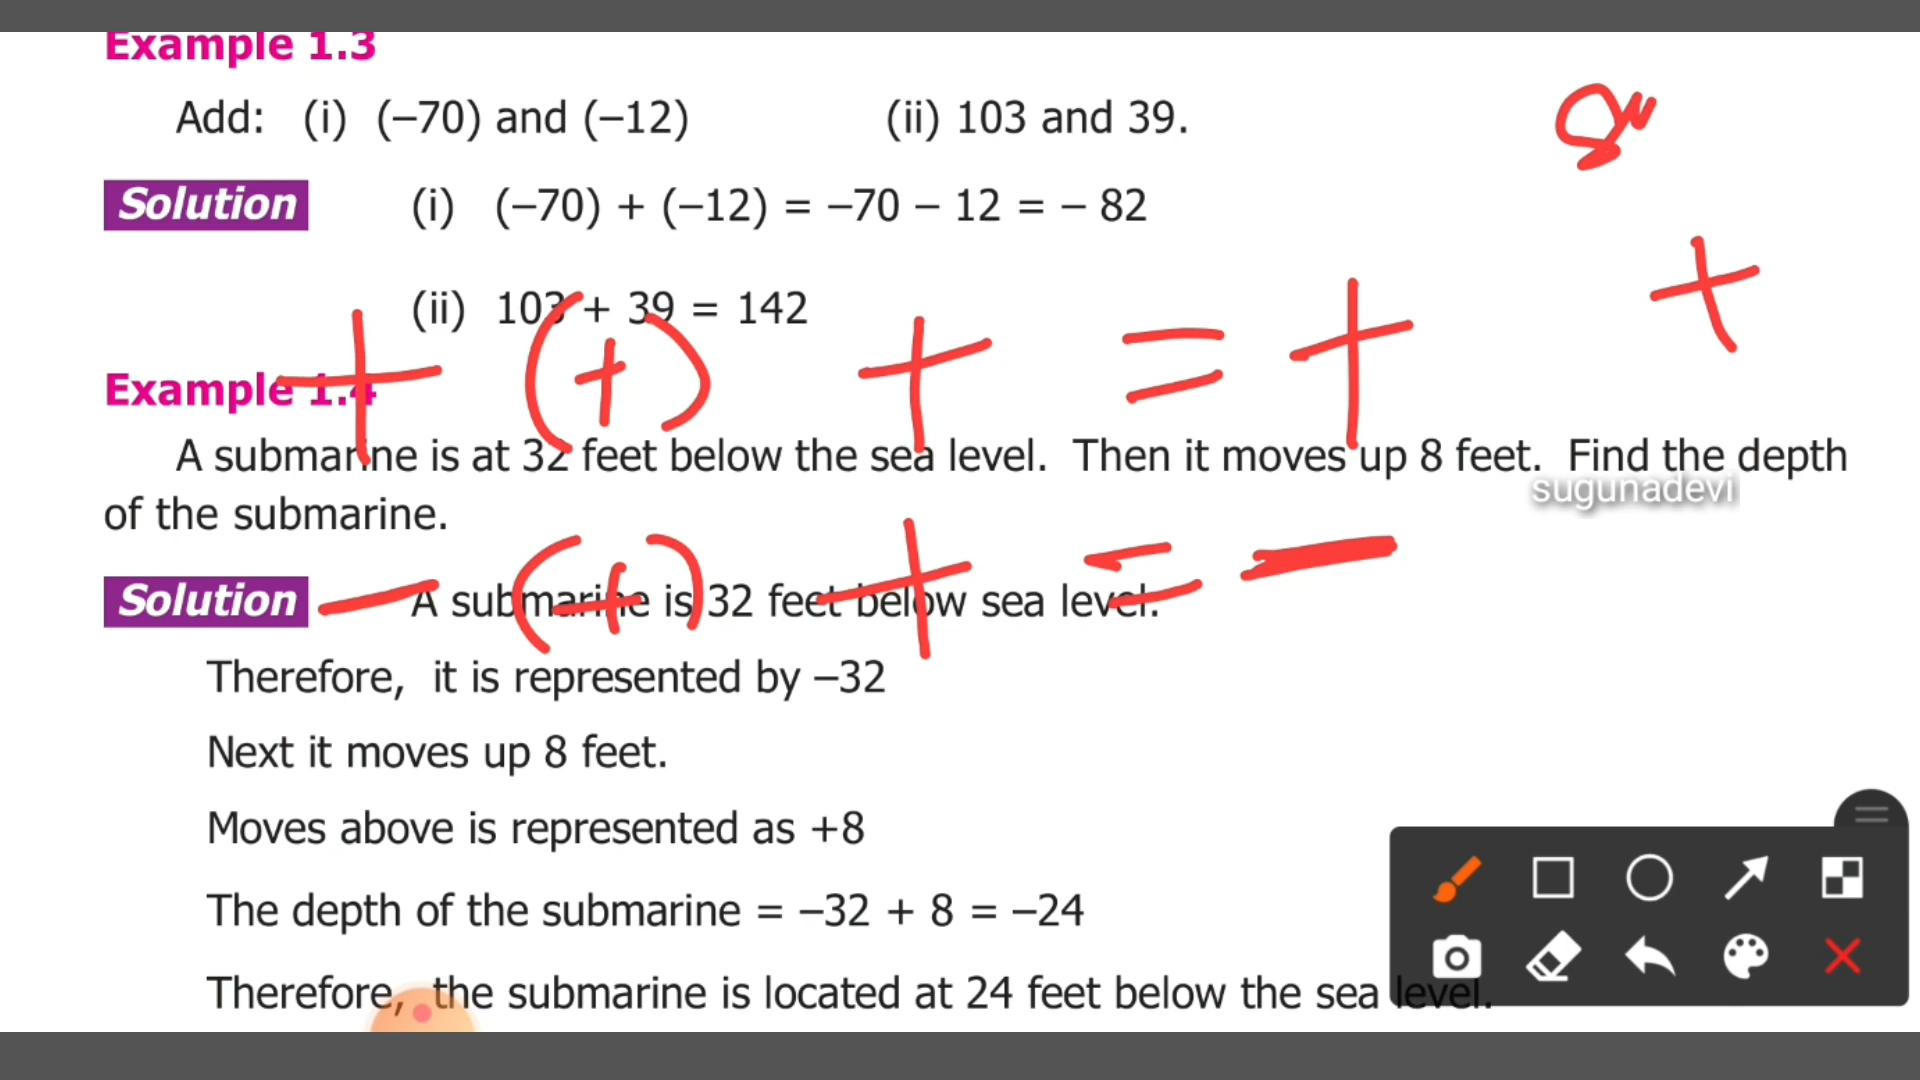 Example 1.3
Add: (i) (–70) and (–12) (ii) 103 and 39.
Solution (i) (–70) + (–12) = –70 – 12 = – 82
+
(ii) 103 + 39 = 142
+ (+) + = +
Example 1.4
A submarine is at 32 feet below the sea level. Then it moves up 8 feet. Find the depth
sugunadevi
of the submarine.
– (+) + = –
Solution A submarine is 32 feet below sea level.
Therefore, it is represented by –32
Next it moves up 8 feet.
Moves above is represented as +8
The depth of the submarine = –32 + 8 = –24
Therefore, the submarine is located at 24 feet below the sea level.